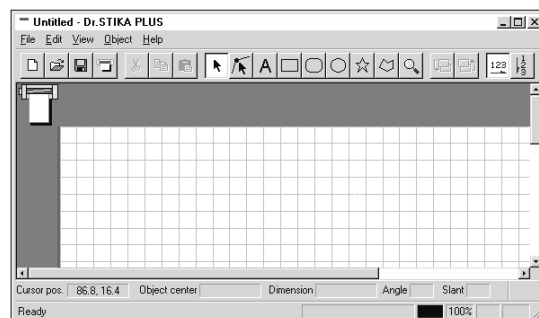 Untitled - Dr.STIKA PLUS
File Edit View Object Help
A 123 123
Cursor pos. 86.8, 16.4 Object center Dimension Angle Slant
Ready 100%